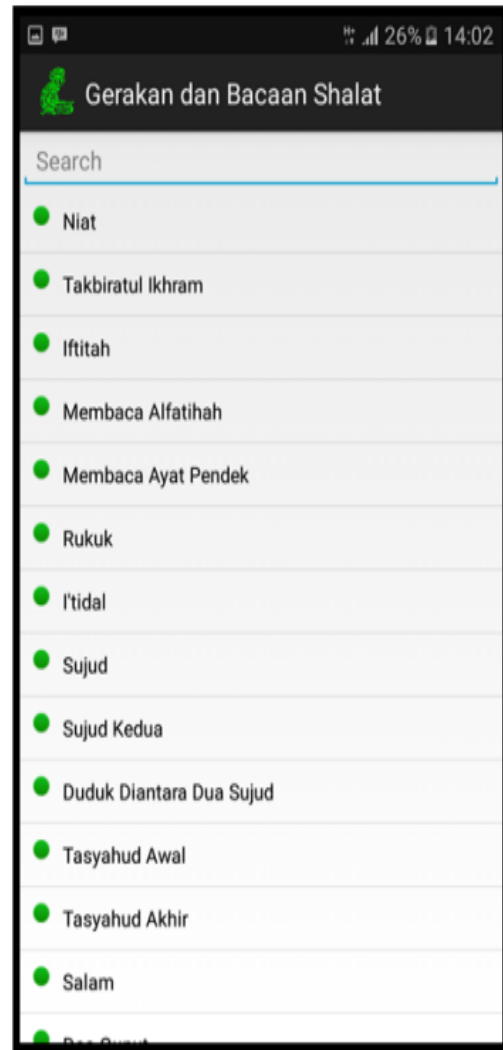 26% 14:02
Gerakan dan Bacaan Shalat
Search
Niat
Takbiratul Ikhram
Iftitah
Membaca Alfatihah
Membaca Ayat Pendek
Rukuk
I'tidal
Sujud
Sujud Kedua
Duduk Diantara Dua Sujud
Tasyahud Awal
Tasyahud Akhir
Salam